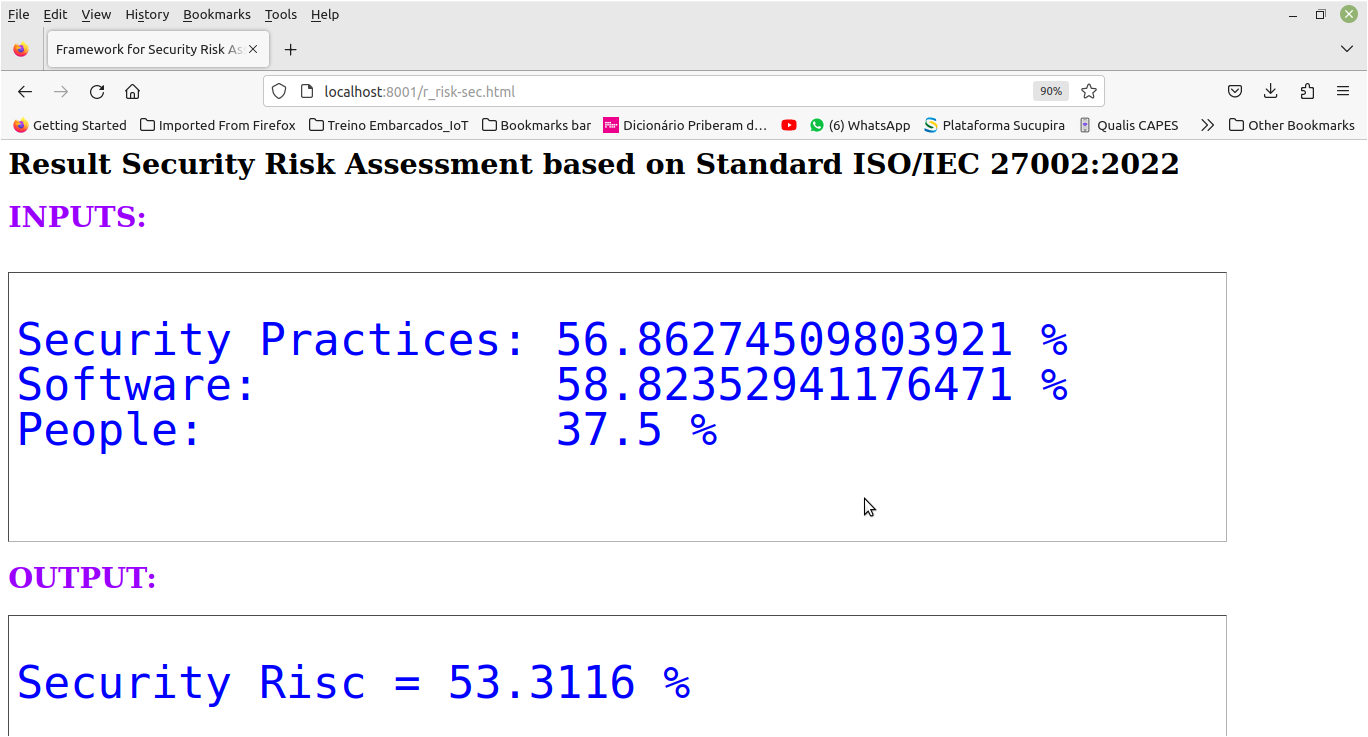 File Edit View History Bookmarks Tools Help
Framework for Security Risk As
localhost:8001/r_risk-sec.html 90%
Getting Started Imported From Firefox Treino Embarcados_IoT Bookmarks bar Dicionário Priberam d… (6) WhatsApp Plataforma Sucupira Qualis CAPES Other Bookmarks
Result Security Risk Assessment based on Standard ISO/IEC 27002:2022
INPUTS:
Security Practices: 56.86274509803921 %
Software: 58.82352941176471 %
People: 37.5 %
OUTPUT:
Security Risc = 53.3116 %